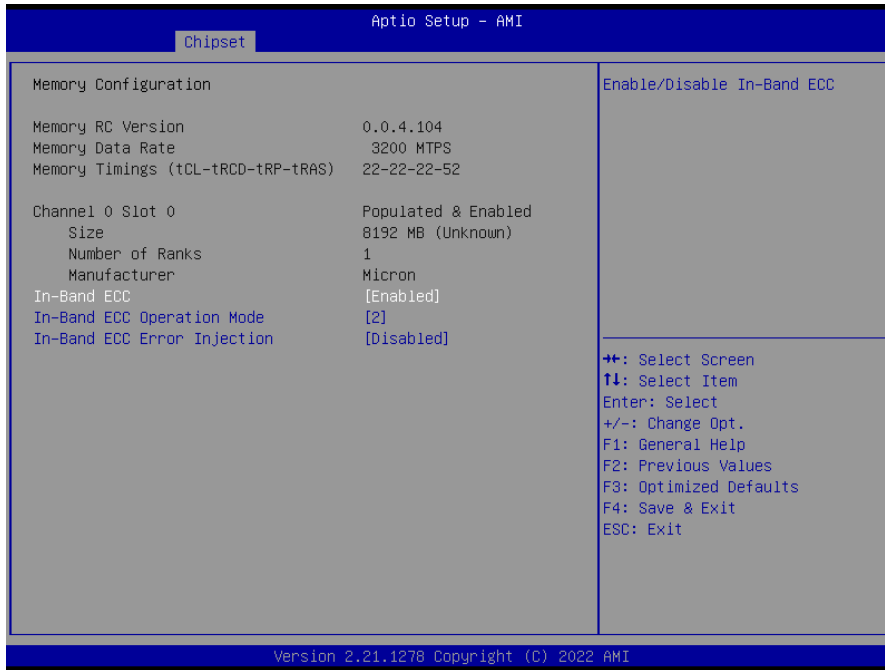 Aptio Setup – AMI
Chipset
Memory Configuration
Memory RC Version 0.0.4.104
Memory Data Rate 3200 MTPS
Memory Timings (tCL-tRCD-tRP-tRAS) 22-22-22-52
Channel 0 Slot 0 Populated & Enabled
Size 8192 MB (Unknown)
Number of Ranks 1
Manufacturer Micron
In-Band ECC [Enabled]
In-Band ECC Operation Mode [2]
In-Band ECC Error Injection [Disabled]
Enable/Disable In-Band ECC
→←: Select Screen
↑↓: Select Item
Enter: Select
+/-: Change Opt.
F1: General Help
F2: Previous Values
F3: Optimized Defaults
F4: Save & Exit
ESC: Exit
Version 2.21.1278 Copyright (C) 2022 AMI